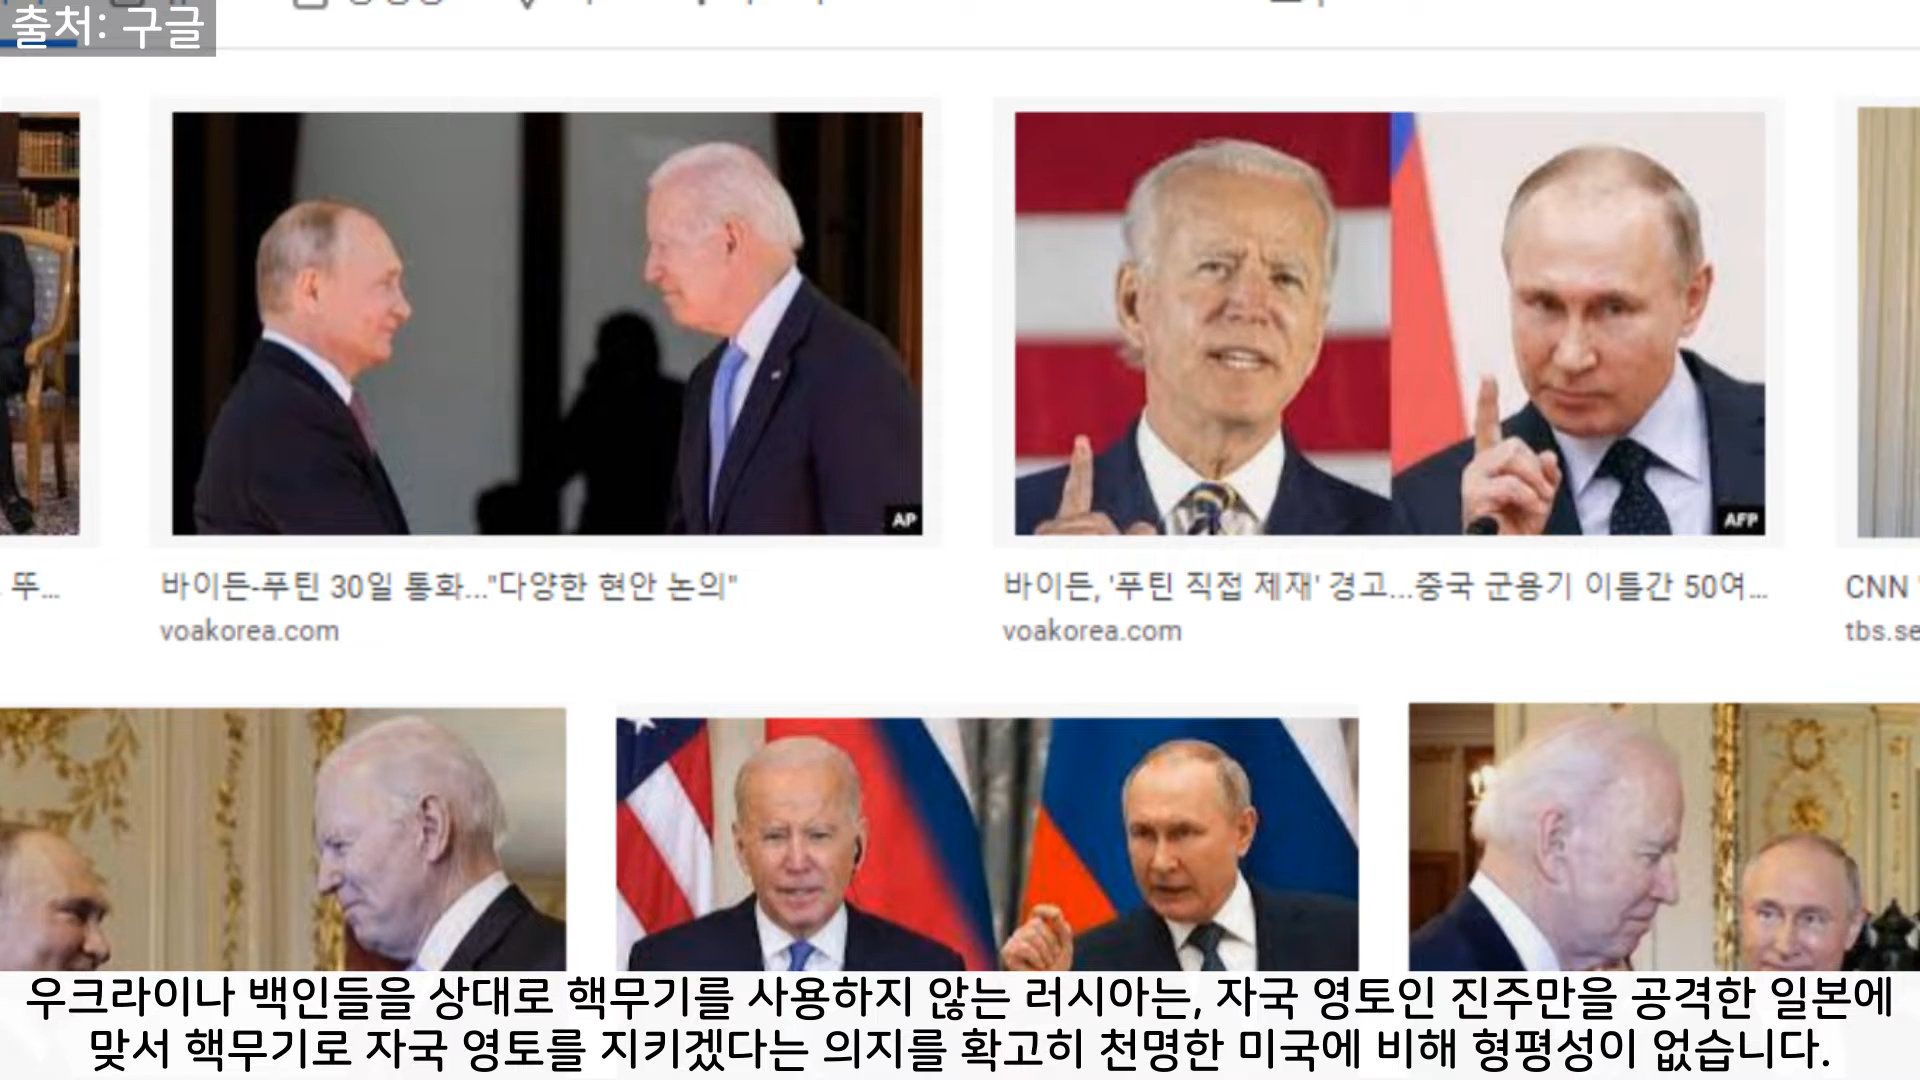 출처: 구글
AP
AFP
뚜...
바이든-푸틴 30일 통화..."다양한 현안 논의"
바이든, '푸틴 직접 제재' 경고...중국 군용기 이틀간 50여...
CNN
voakorea.com
voakorea.com
tbs.se
우크라이나 백인들을 상대로 핵무기를 사용하지 않는 러시아는, 자국 영토인 진주만을 공격한 일본에
맞서 핵무기로 자국 영토를 지키겠다는 의지를 확고히 천명한 미국에 비해 형평성이 없습니다.